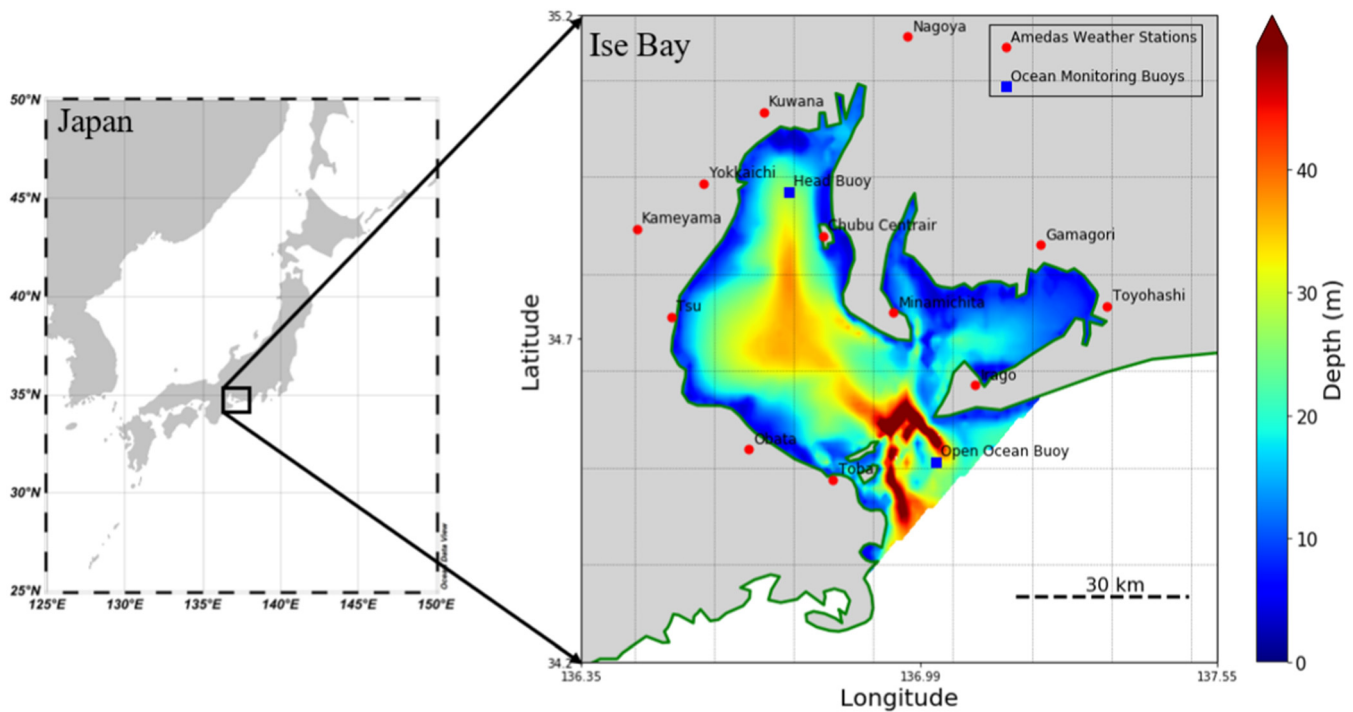 Japan
50°N
45°N
40°N
35°N
30°N
25°N
125°E
130°E
135°E
140°E
145°E
150°E
Ocean Data View
Ise Bay
35.2
34.7
34.2
Latitude
136.35
136.99
137.55
Longitude
Amedas Weather Stations
Ocean Monitoring Buoys
Nagoya
Kuwana
Yokkaichi
Head Buoy
Kameyama
Chubu Centrair
Gamagori
Tsu
Minamichita
Toyohashi
Irago
Obata
Open Ocean Buoy
Toba
30 km
40
30
20
10
0
Depth (m)